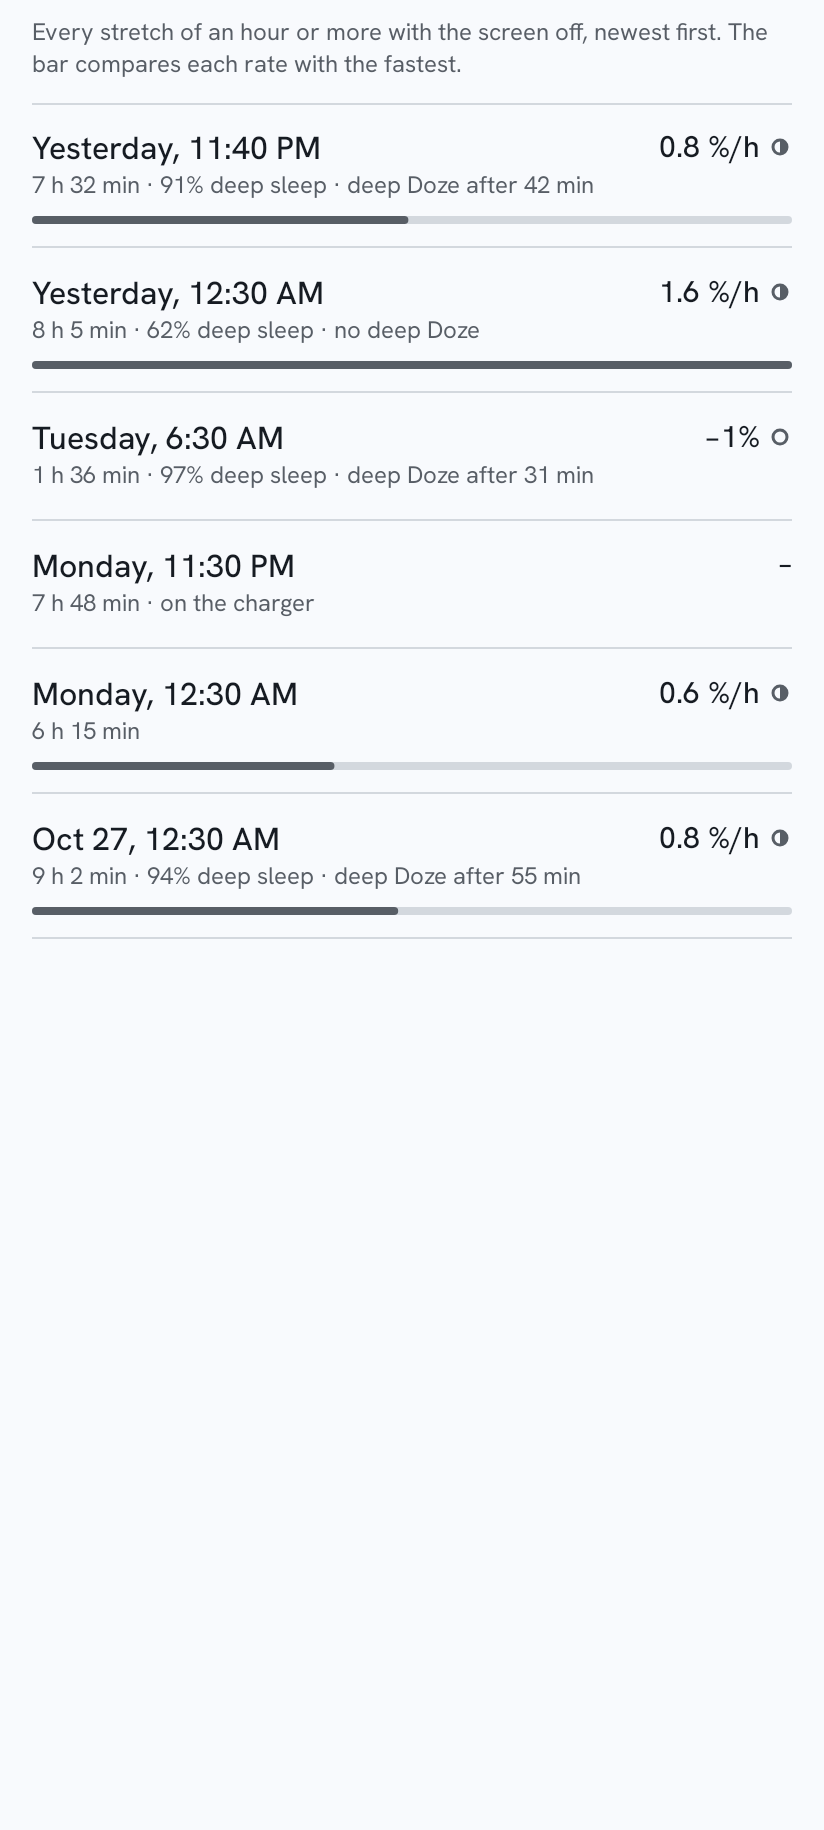 Every stretch of an hour or more with the screen off, newest first. The
bar compares each rate with the fastest.
Yesterday, 11:40 PM 0.8 %/h
7 h 32 min · 91% deep sleep · deep Doze after 42 min
Yesterday, 12:30 AM 1.6 %/h
8 h 5 min · 62% deep sleep · no deep Doze
Tuesday, 6:30 AM −1%
1 h 36 min · 97% deep sleep · deep Doze after 31 min
Monday, 11:30 PM –
7 h 48 min · on the charger
Monday, 12:30 AM 0.6 %/h
6 h 15 min
Oct 27, 12:30 AM 0.8 %/h
9 h 2 min · 94% deep sleep · deep Doze after 55 min